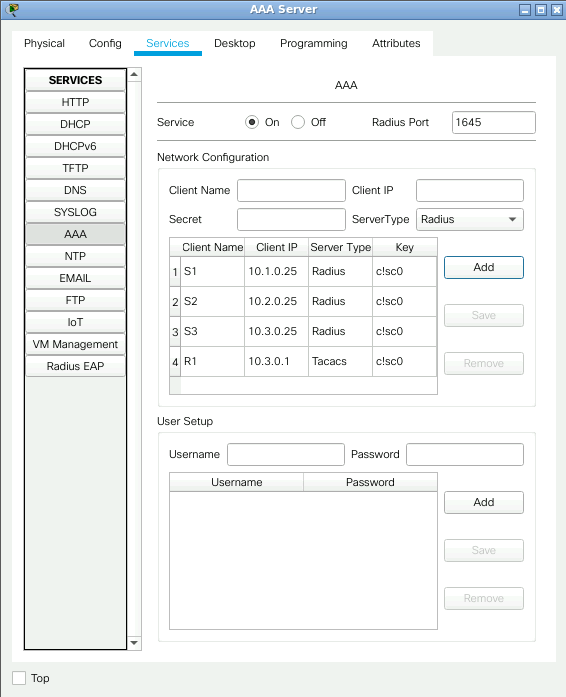 AAA Server
Physical Config Services Desktop Programming Attributes
SERVICES
HTTP
DHCP
DHCPv6
TFTP
DNS
SYSLOG
AAA
NTP
EMAIL
FTP
IoT
VM Management
Radius EAP
AAA
Service On Off Radius Port 1645
Network Configuration
Client Name Client IP
Secret ServerType Radius
Client Name Client IP Server Type Key
1 S1 10.1.0.25 Radius c!sc0
2 S2 10.2.0.25 Radius c!sc0
3 S3 10.3.0.25 Radius c!sc0
4 R1 10.3.0.1 Tacacs c!sc0
Add
Save
Remove
User Setup
Username Password
Username Password
Add
Save
Remove
Top